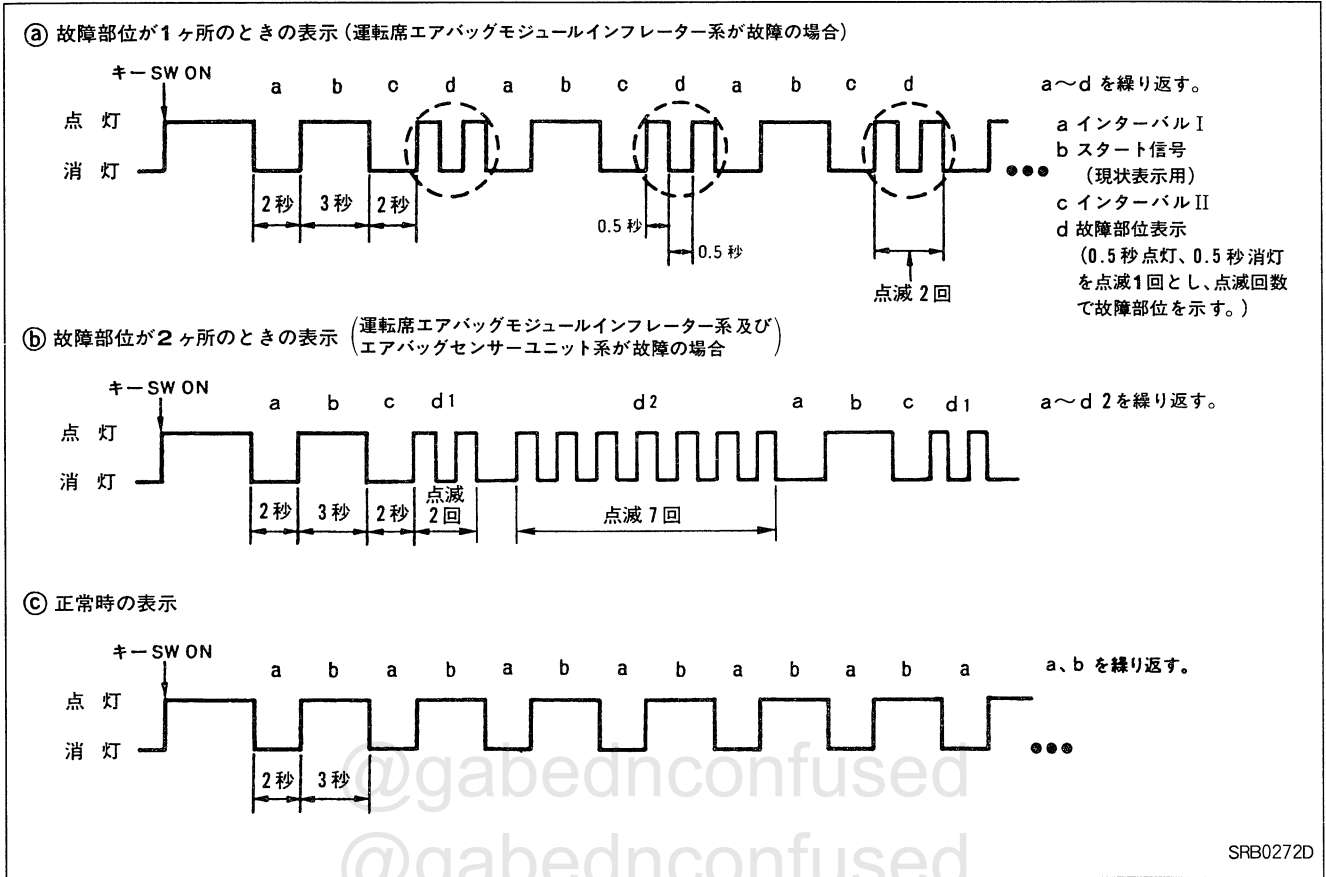 ⓐ 故障部位が1ヶ所のときの表示(運転席エアバッグモジュールインフレーター系が故障の場合)
キーSW ON
a b c d a b c d a b c d
a〜d を繰り返す。
点 灯
消 灯
a インターバルⅠ
b スタート信号
(現状表示用)
c インターバルⅡ
d 故障部位表示
(0.5秒点灯、0.5秒消灯
を点滅1回とし、点滅回数
で故障部位を示す。)
2秒 3秒 2秒
0.5秒
0.5秒
点滅2回
ⓑ 故障部位が2ヶ所のときの表示
(運転席エアバッグモジュールインフレーター系及び
エアバッグセンサーユニット系が故障の場合)
キーSW ON
a b c d1 d2 a b c d1
a〜d2を繰り返す。
点 灯
消 灯
2秒 3秒 2秒
点滅
2回
点滅7回
ⓒ 正常時の表示
キーSW ON
a b a b a b a b a b a b a
a、b を繰り返す。
点 灯
消 灯
2秒 3秒
@gabednconfused
@gabednconfused
SRB0272D